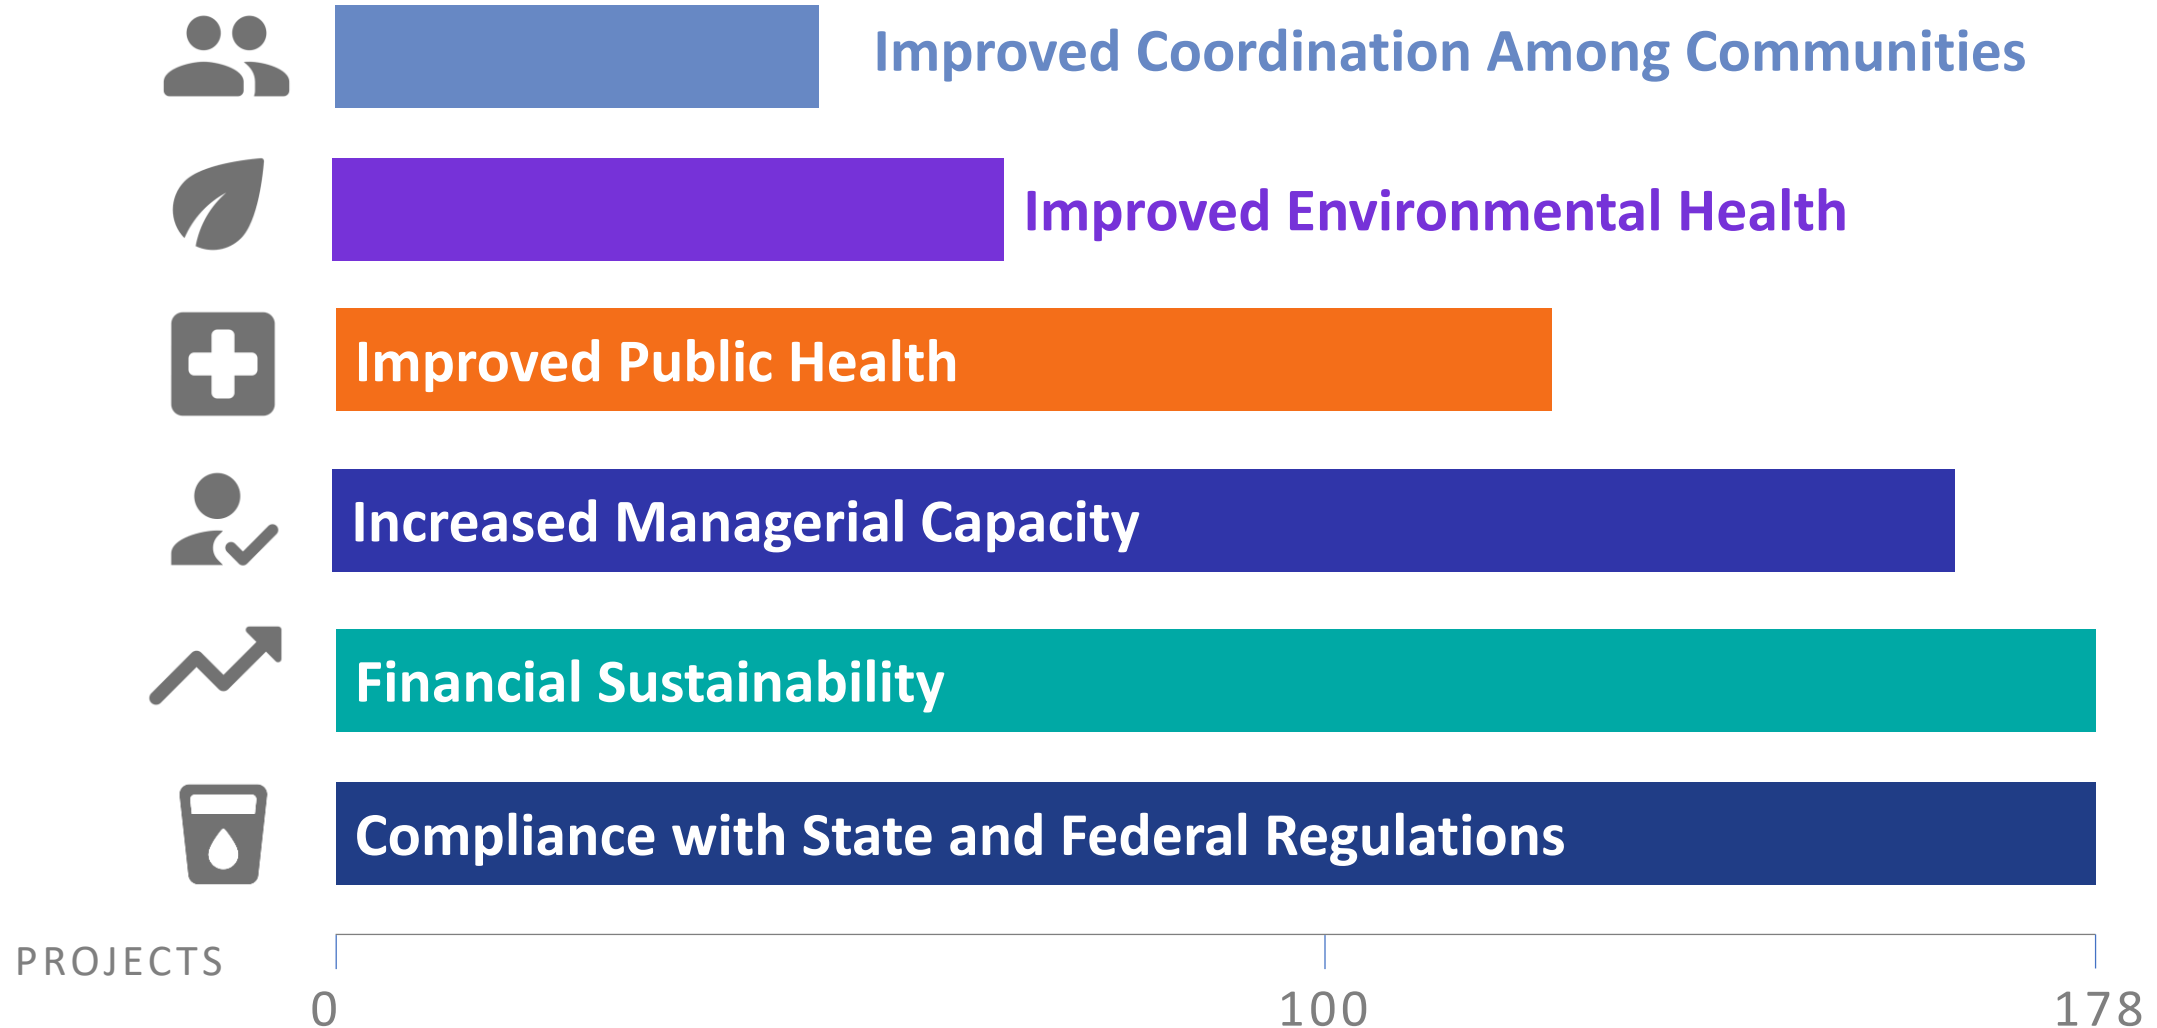 Improved Coordination Among Communities
Improved Environmental Health
Improved Public Health
Increased Managerial Capacity
Financial Sustainability
Compliance with State and Federal Regulations
PROJECTS
0
100
178